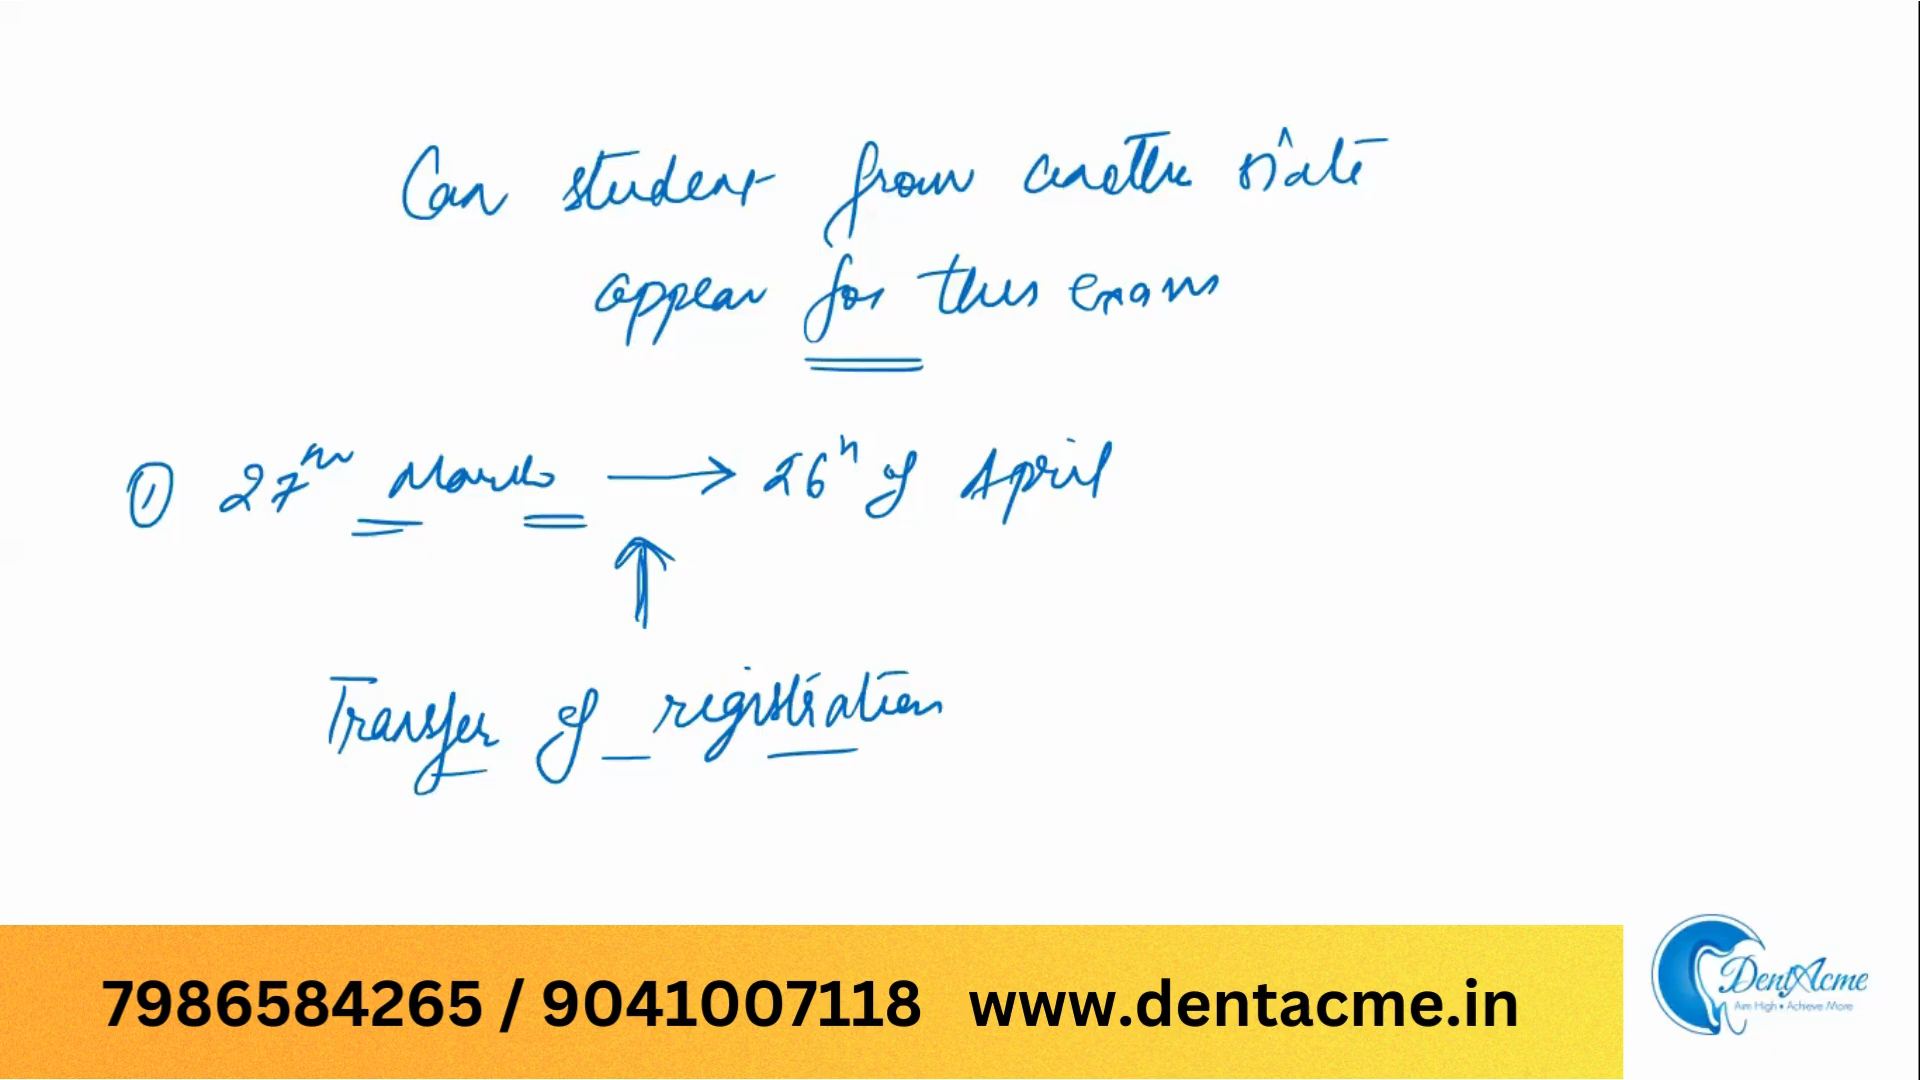 Can student from another state
appear for this exam
① 27th March → 26th of April
↑
Transfer of registration
7986584265 / 9041007118 www.dentacme.in
DentAcme
Aim High • Achieve More